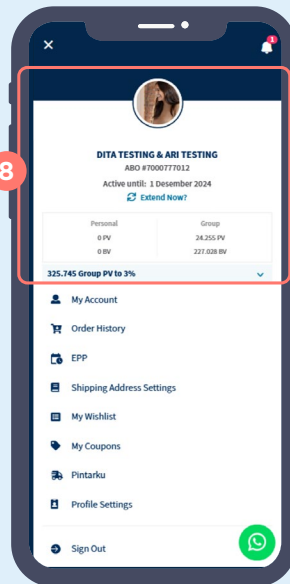 1
8
DITA TESTING & ARI TESTING
ABO #7000777012
Active until: 1 Desember 2024
Extend Now?
Personal Group
0 PV 24.255 PV
0 BV 227.028 BV
325.745 Group PV to 3%
My Account
Order History
EPP
Shipping Address Settings
My Wishlist
My Coupons
Pintarku
Profile Settings
Sign Out